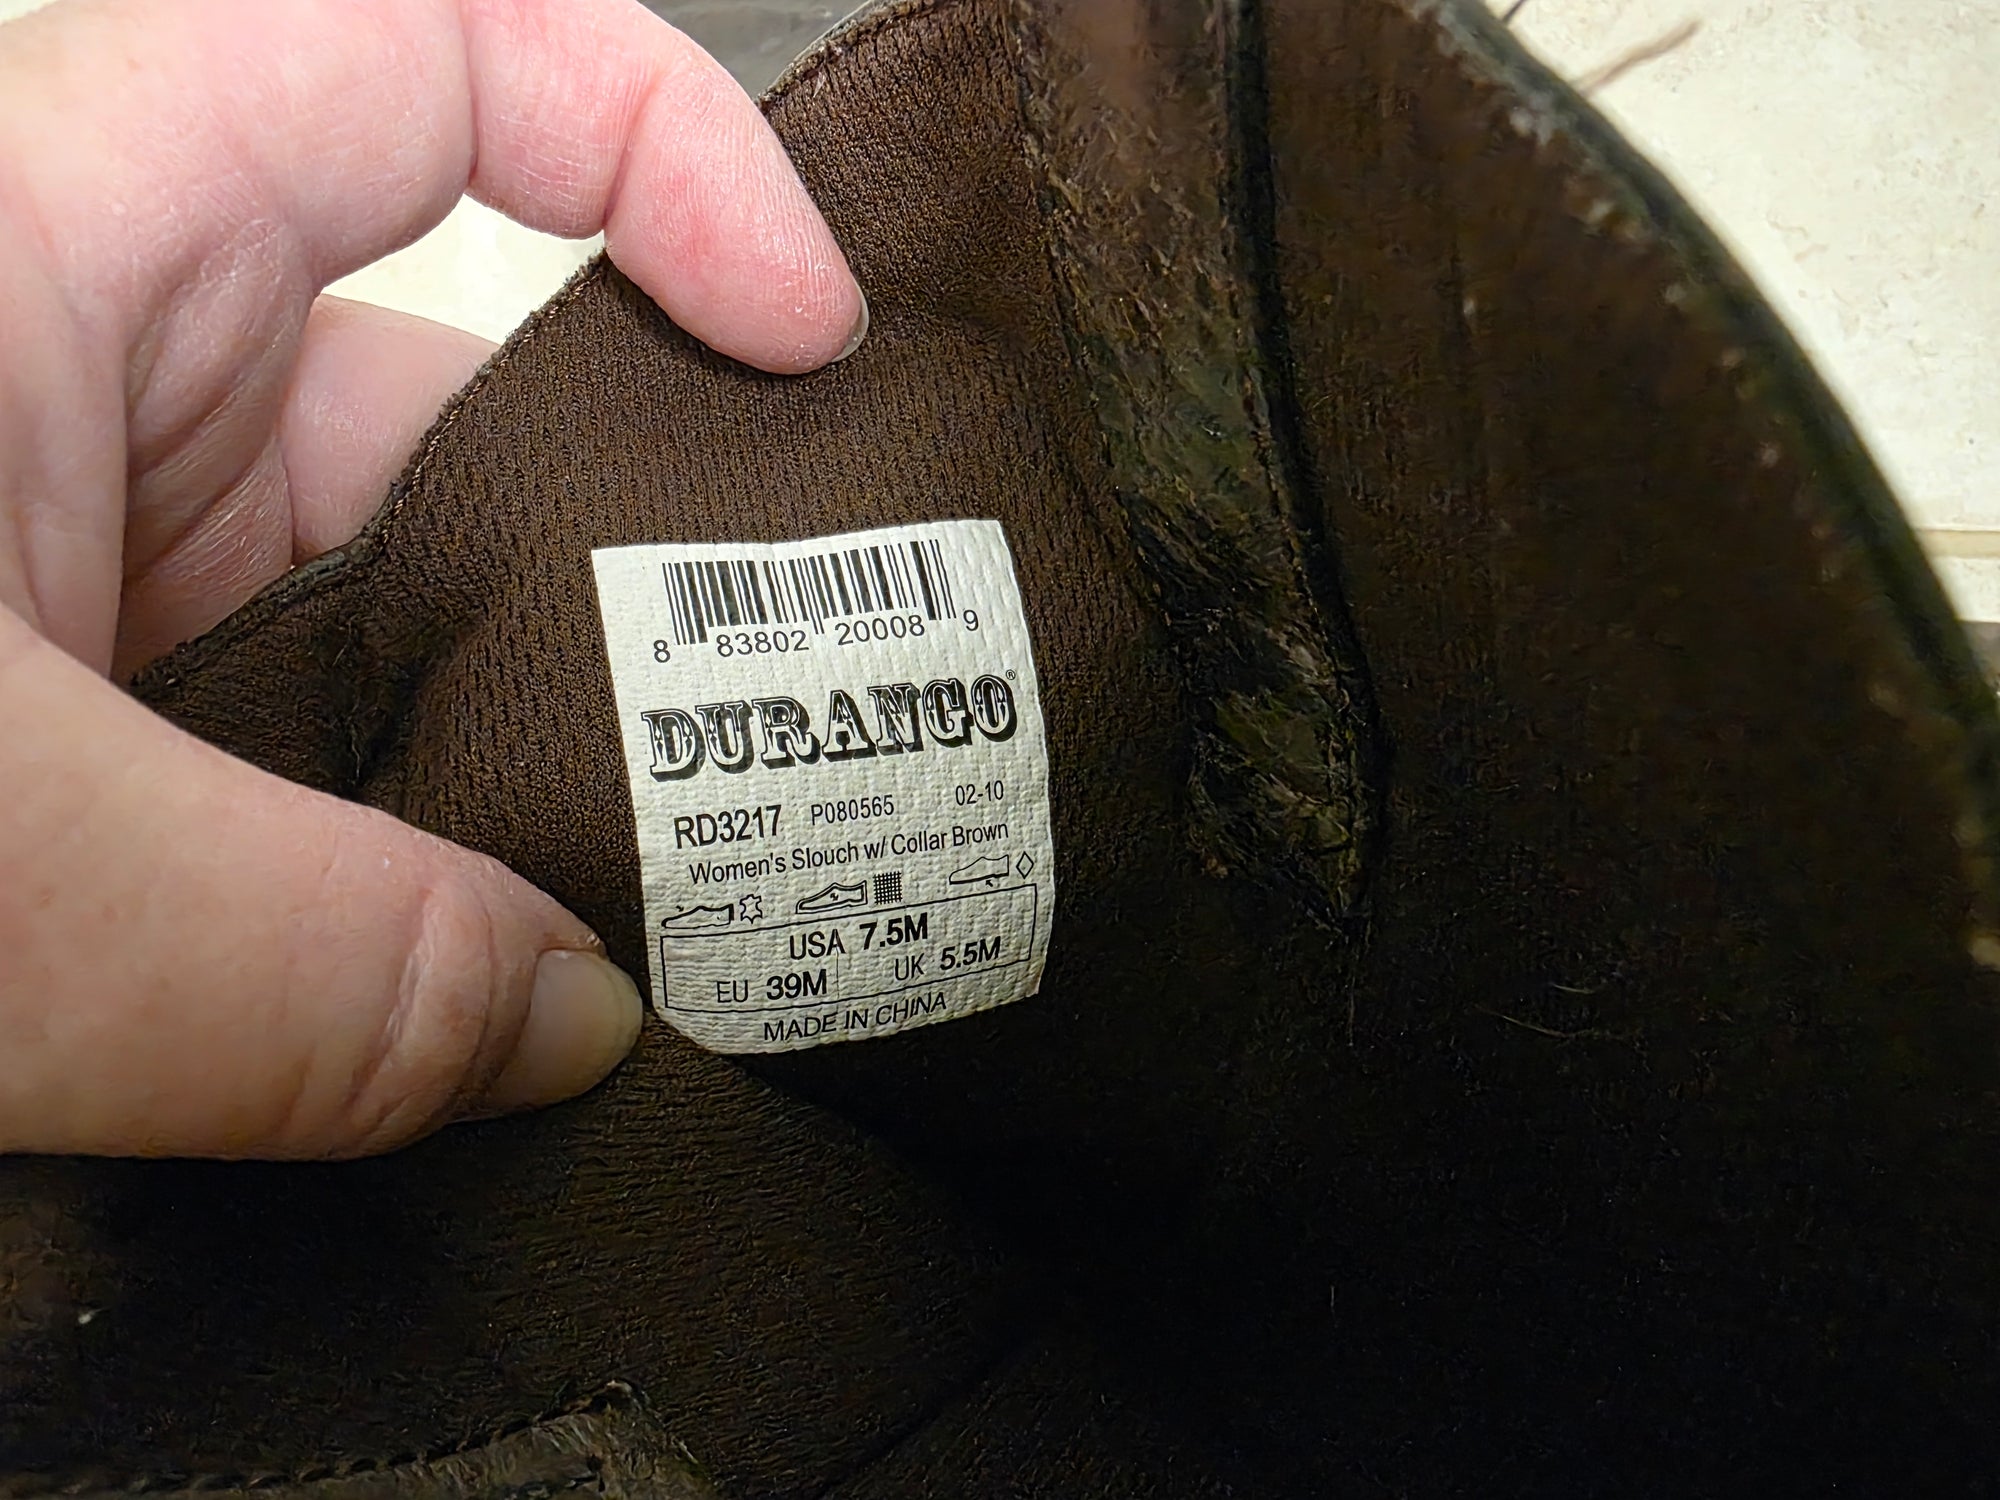 8 83802 20008 9
DURANGO®
RD3217 P080565 02-10
Women's Slouch w/ Collar Brown
USA 7.5M
EU 39M UK 5.5M
MADE IN CHINA